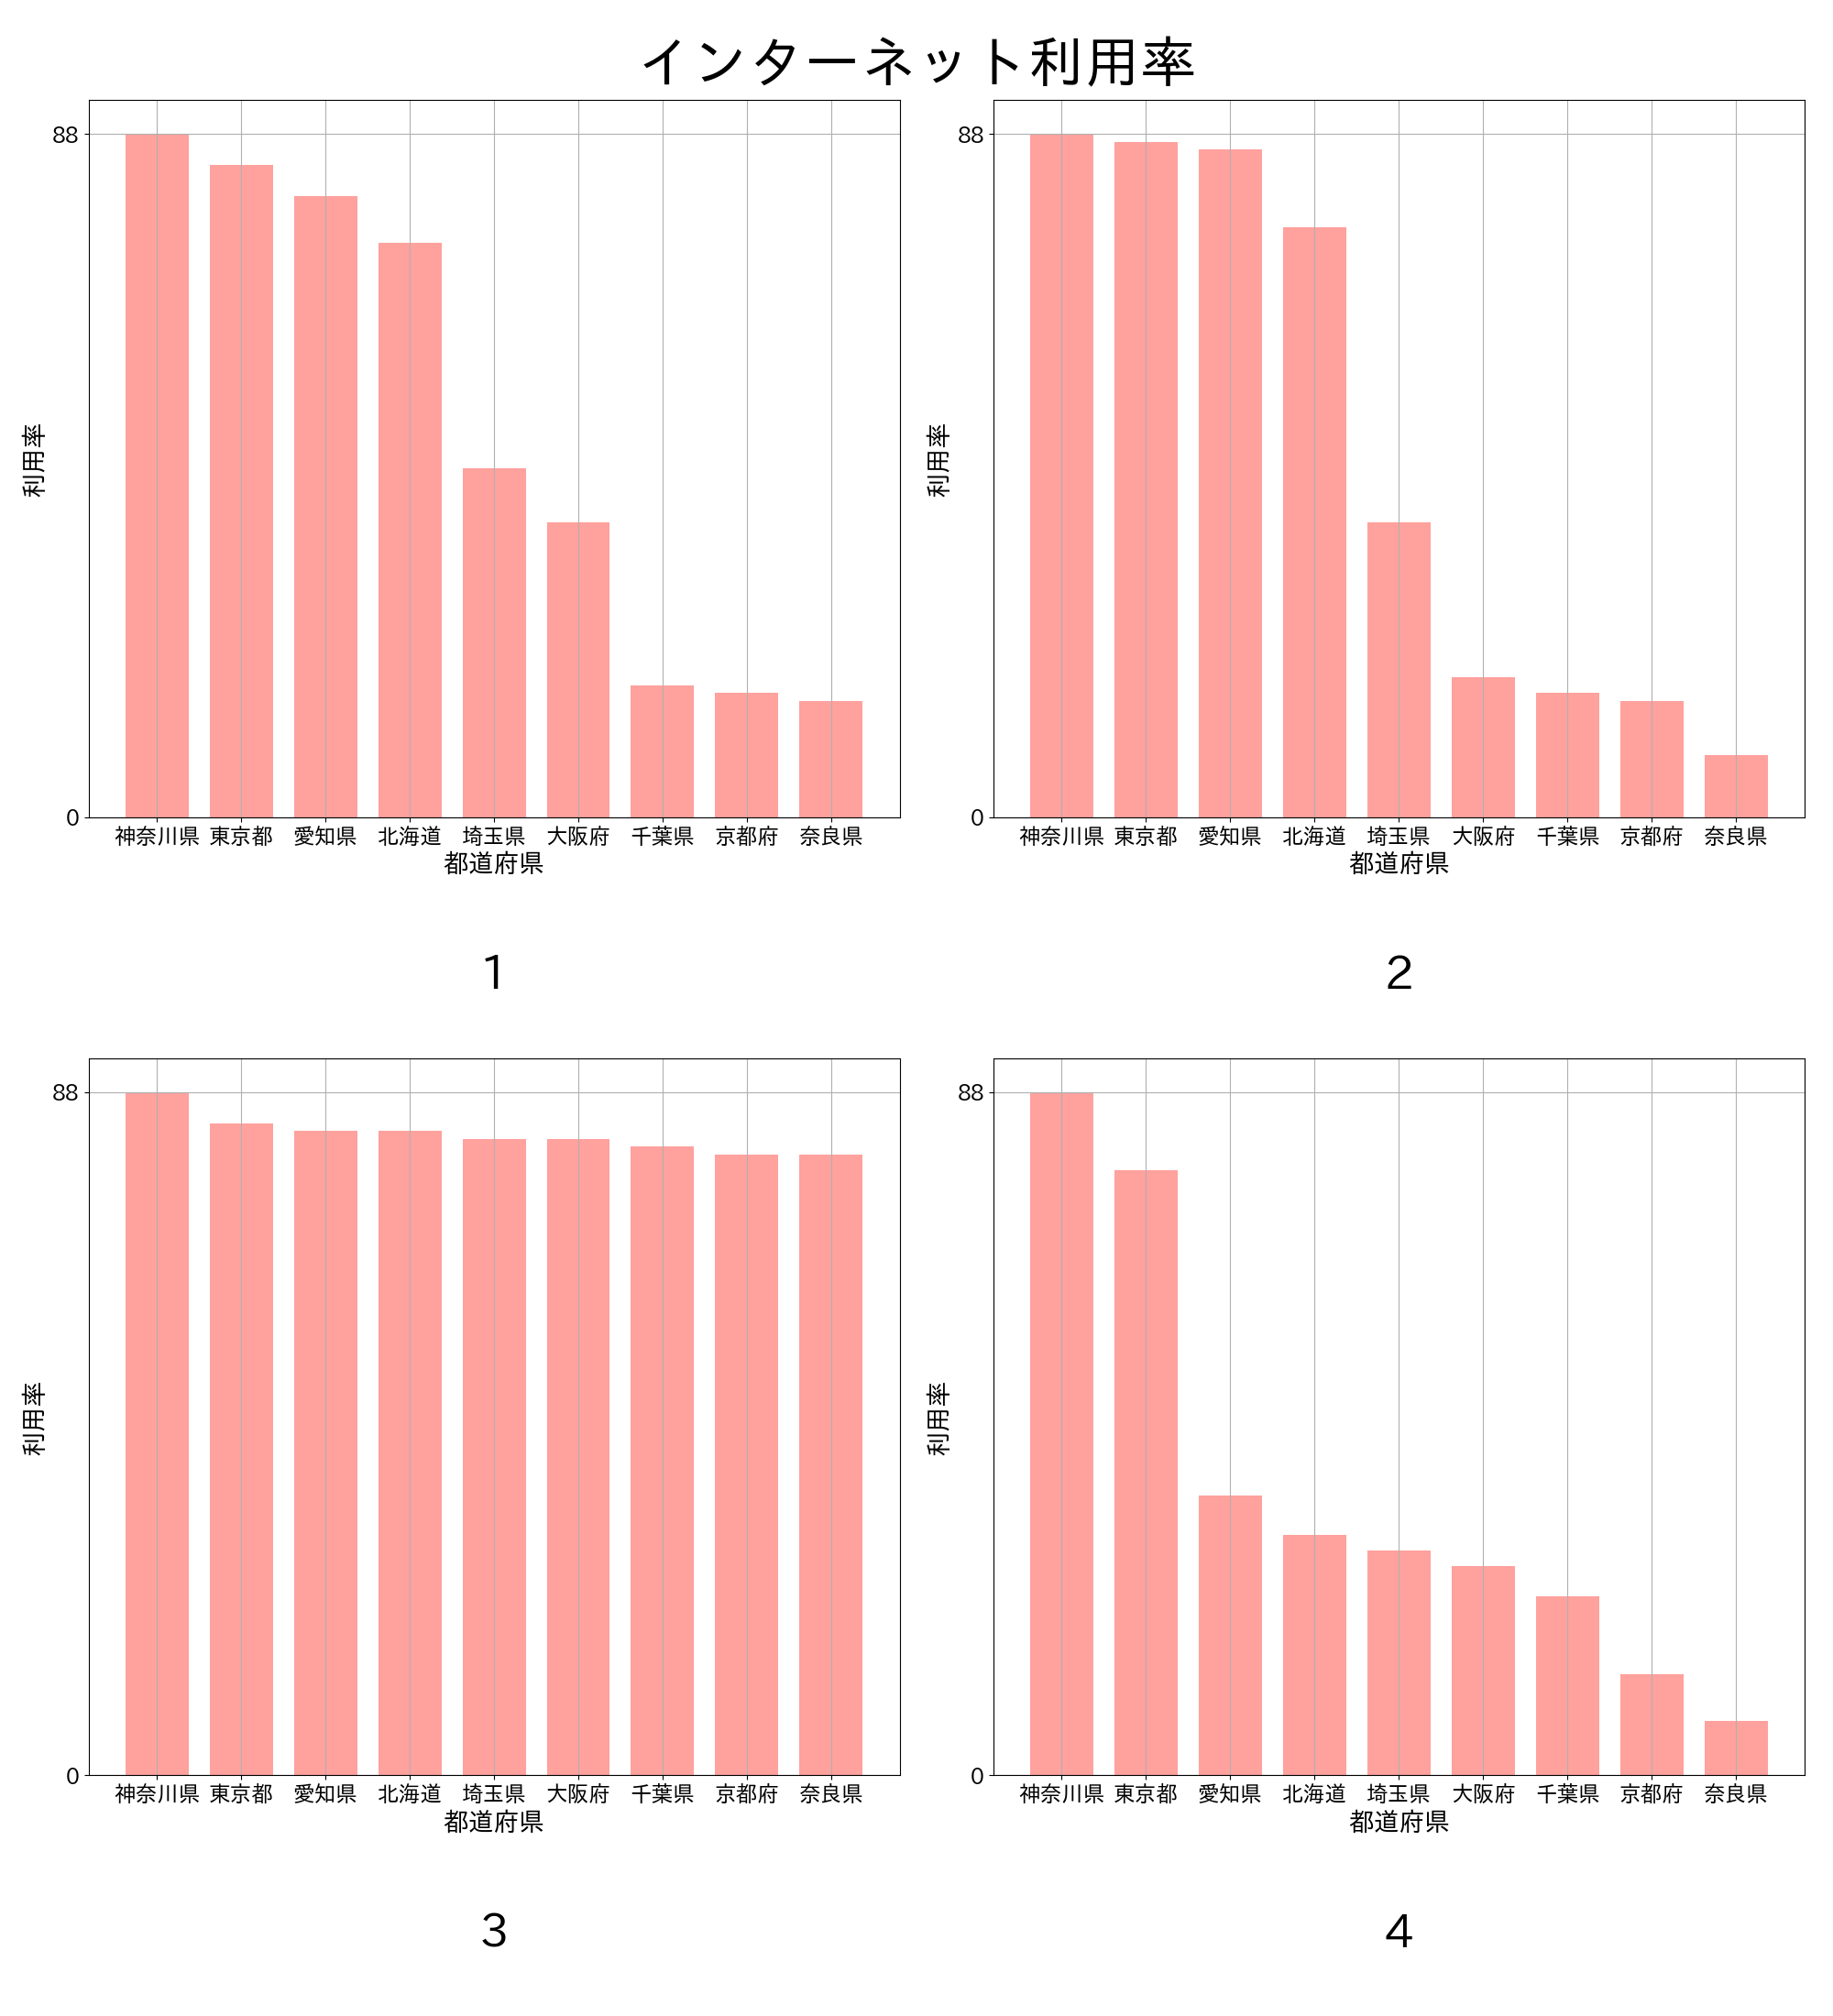 インターネット利用率
88
0
利用率
神奈川県 東京都 愛知県 北海道 埼玉県 大阪府 千葉県 京都府 奈良県
都道府県
1
88
0
利用率
神奈川県 東京都 愛知県 北海道 埼玉県 大阪府 千葉県 京都府 奈良県
都道府県
2
88
0
利用率
神奈川県 東京都 愛知県 北海道 埼玉県 大阪府 千葉県 京都府 奈良県
都道府県
3
88
0
利用率
神奈川県 東京都 愛知県 北海道 埼玉県 大阪府 千葉県 京都府 奈良県
都道府県
4